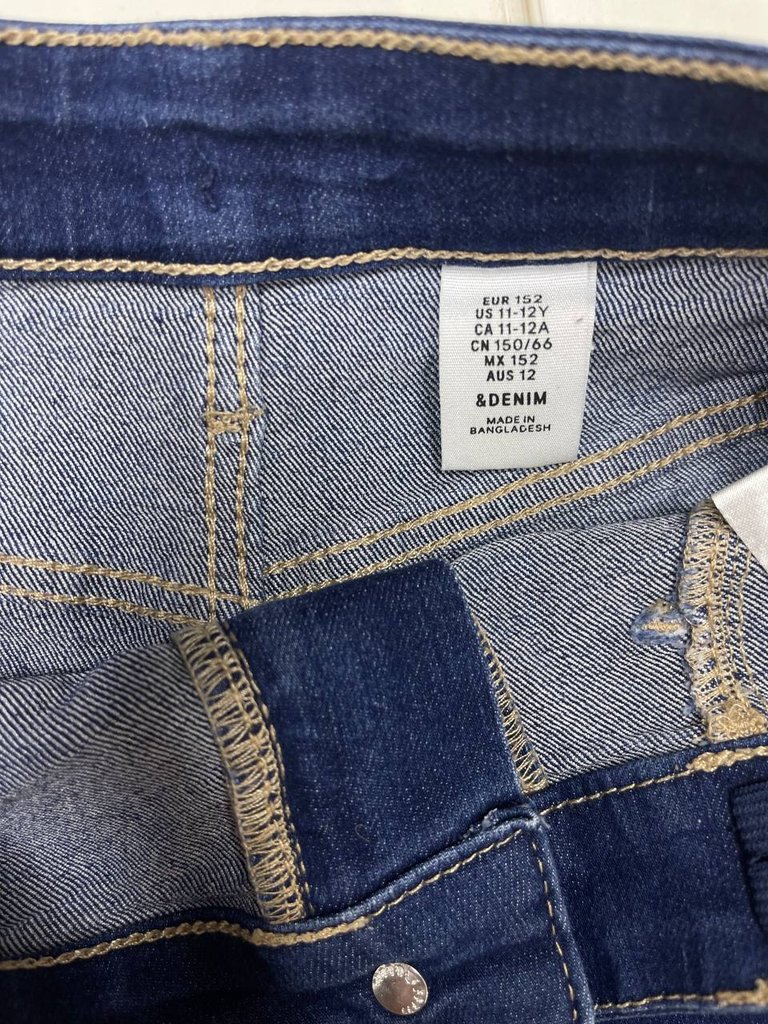 EUR 152
US 11-12Y
CA 11-12A
CN 150/66
MX 152
AUS 12
&DENIM
MADE IN
BANGLADESH